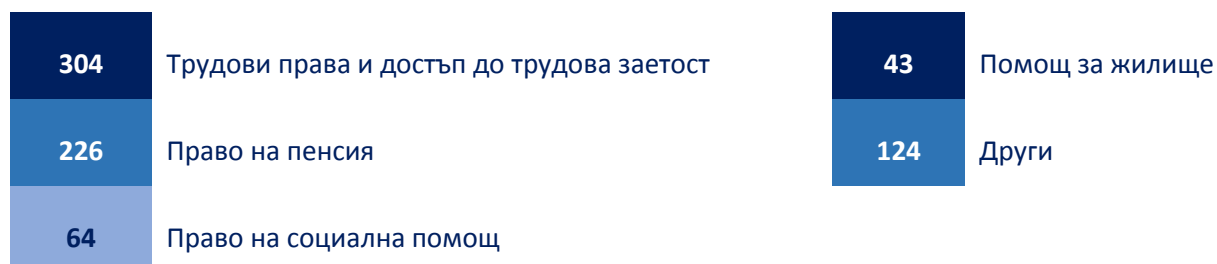 304 Трудови права и достъп до трудова заетост
226 Право на пенсия
64 Право на социална помощ
43 Помощ за жилище
124 Други